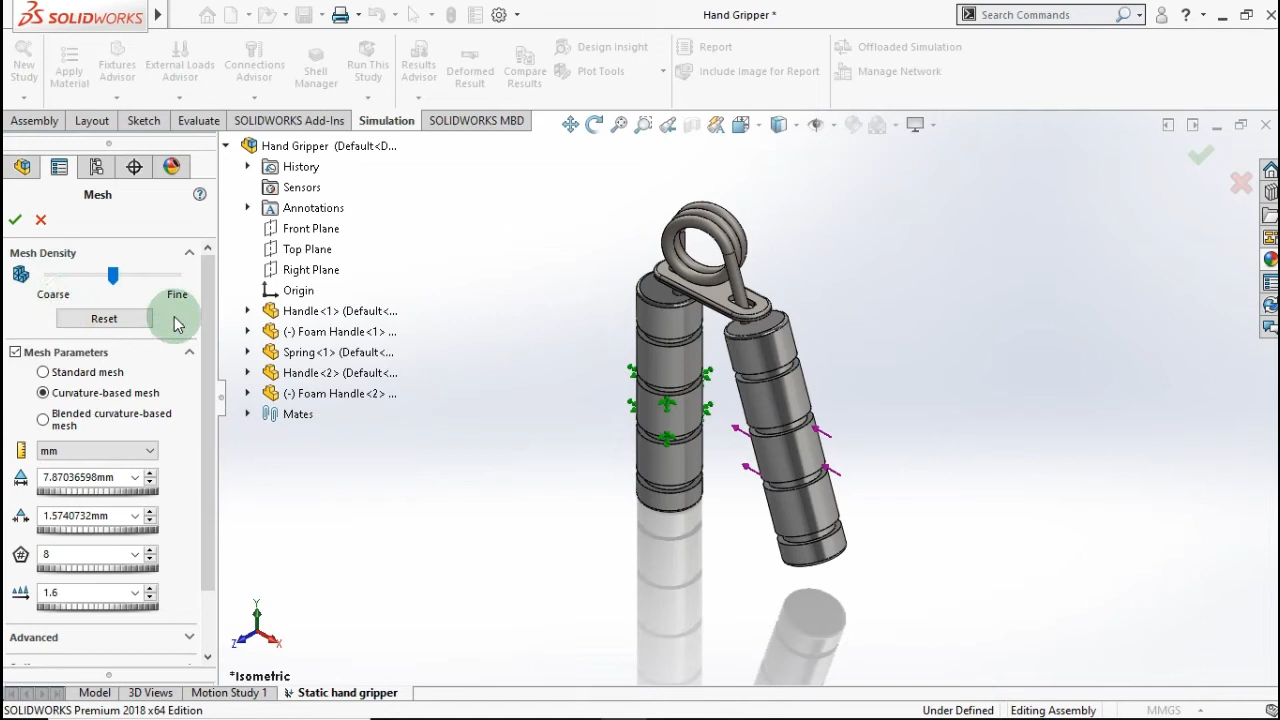 SOLIDWORKS
Hand Gripper *
Search Commands
New Study
Apply Material
Fixtures Advisor
External Loads Advisor
Connections Advisor
Shell Manager
Run This Study
Results Advisor
Deformed Result
Compare Results
Design Insight
Plot Tools
Report
Include Image for Report
Offloaded Simulation
Manage Network
Assembly
Layout
Sketch
Evaluate
SOLIDWORKS Add-Ins
Simulation
SOLIDWORKS MBD
Mesh
Mesh Density
Coarse
Fine
Reset
Mesh Parameters
Standard mesh
Curvature-based mesh
Blended curvature-based
mesh
mm
7.87036598mm
1.5740732mm
8
1.6
Advanced
Hand Gripper (Default<D...
History
Sensors
Annotations
Front Plane
Top Plane
Right Plane
Origin
Handle<1> (Default<...
(-) Foam Handle<1> ...
Spring<1> (Default<...
Handle<2> (Default<...
(-) Foam Handle<2> ...
Mates
Y
Z
X
*Isometric
Model
3D Views
Motion Study 1
Static hand gripper
SOLIDWORKS Premium 2018 x64 Edition
Under Defined
Editing Assembly
MMGS